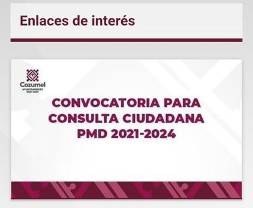 Enlaces de interés
Cozumel
CONVOCATORIA PARA
CONSULTA CIUDADANA
PMD 2021-2024